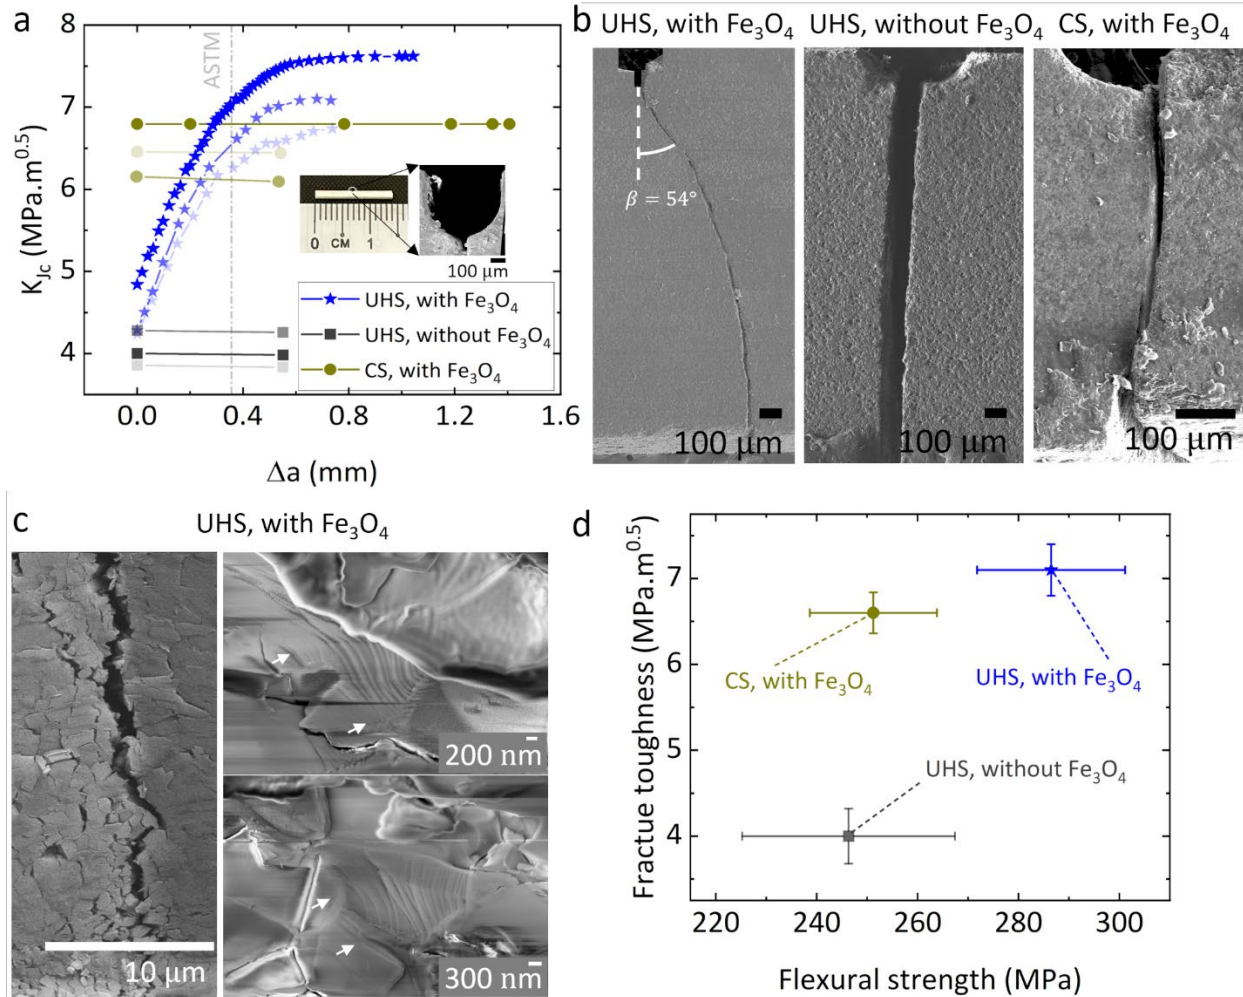 a
K_Jc (MPa.m^0.5)
8
7
6
5
4
ASTM
0
CM
1
100 µm
UHS, with Fe₃O₄
UHS, without Fe₃O₄
CS, with Fe₃O₄
0.0 0.4 0.8 1.2 1.6
Δa (mm)
b
UHS, with Fe₃O₄ UHS, without Fe₃O₄ CS, with Fe₃O₄
β = 54°
100 µm
100 µm
100 µm
c
UHS, with Fe₃O₄
10 µm
200 nm
300 nm
d
Fractue toughness (MPa.m^0.5)
7
6
5
4
CS, with Fe₃O₄
UHS, with Fe₃O₄
UHS, without Fe₃O₄
220 240 260 280 300
Flexural strength (MPa)